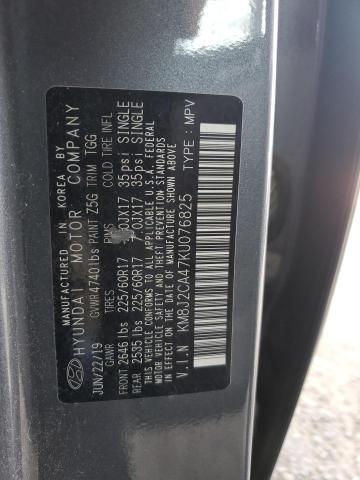 MANUFACTURED IN KOREA BY
HYUNDAI MOTOR COMPANY
JUN/22/19 GVWR 4740lbs PAINT Z5G TRIM TGG
GAWR TIRES RIMS COLD TIRE INFL
FRONT 2646 lbs 225/60R17 7.0JX17 35psi SINGLE
REAR 2535 lbs 225/60R17 7.0JX17 35psi SINGLE
THIS VEHICLE CONFORMS TO ALL APPLICABLE U.S.A. FEDERAL
MOTOR VEHICLE SAFETY AND THEFT PREVENTION STANDARDS
IN EFFECT ON THE DATE OF MANUFACTURE SHOWN ABOVE.
V.I.N KM8J2CA47K0076825 TYPE : MPV